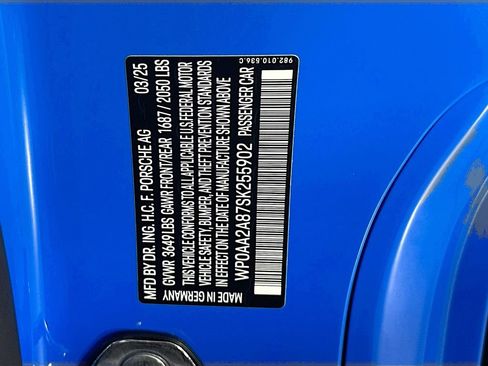 982.010.536.C
MFD BY DR. ING. H.C. F. PORSCHE AG 03/25
GVWR 3649 LBS GAWR FRONT/REAR 1687 / 2050 LBS
THIS VEHICLE CONFORMS TO ALL APPLICABLE U.S. FEDERAL MOTOR
VEHICLE SAFETY, BUMPER, AND THEFT PREVENTION STANDARDS
IN EFFECT ON THE DATE OF MANUFACTURE SHOWN ABOVE
WP0AA2A87SK255902 PASSENGER CAR
MADE IN GERMANY